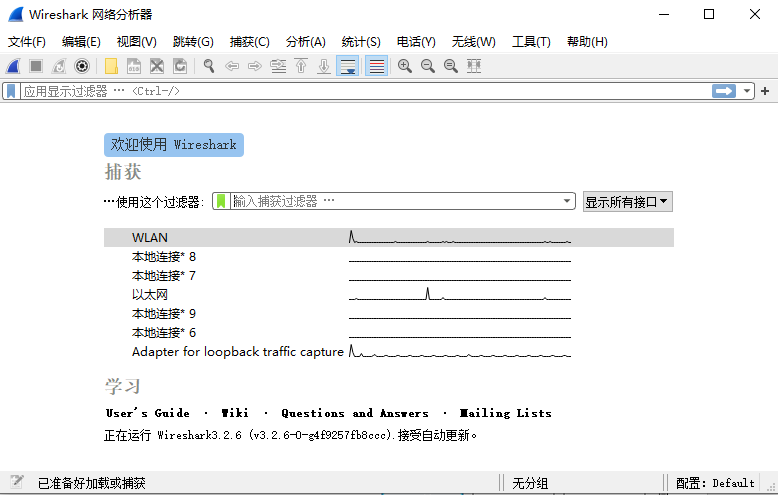 Wireshark 网络分析器
文件(F) 编辑(E) 视图(V) 跳转(G) 捕获(C) 分析(A) 统计(S) 电话(Y) 无线(W) 工具(T) 帮助(H)
应用显示过滤器 … <Ctrl-/>
欢迎使用 Wireshark
捕获
…使用这个过滤器: 输入捕获过滤器 … 显示所有接口
WLAN
本地连接* 8
本地连接* 7
以太网
本地连接* 9
本地连接* 6
Adapter for loopback traffic capture
学习
User's Guide · Wiki · Questions and Answers · Mailing Lists
正在运行 Wireshark3.2.6 (v3.2.6-0-g4f9257fb8ccc).接受自动更新。
已准备好加载或捕获 无分组 配置: Default